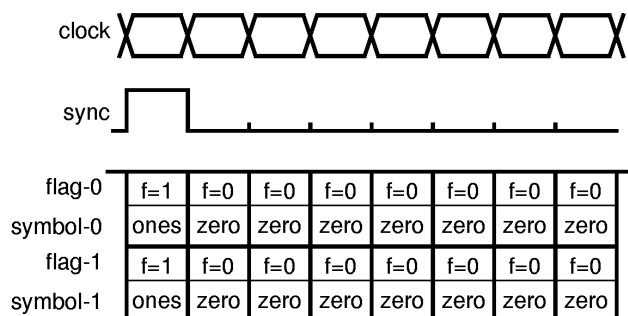 clock
sync
flag-0 f=1 f=0 f=0 f=0 f=0 f=0 f=0 f=0
symbol-0 ones zero zero zero zero zero zero zero
flag-1 f=1 f=0 f=0 f=0 f=0 f=0 f=0 f=0
symbol-1 ones zero zero zero zero zero zero zero